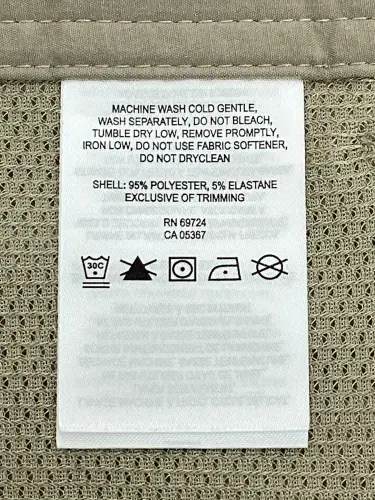 MACHINE WASH COLD GENTLE,
WASH SEPARATELY, DO NOT BLEACH,
TUMBLE DRY LOW, REMOVE PROMPTLY,
IRON LOW, DO NOT USE FABRIC SOFTENER,
DO NOT DRYCLEAN
SHELL: 95% POLYESTER, 5% ELASTANE
EXCLUSIVE OF TRIMMING
RN 69724
CA 05367
30C